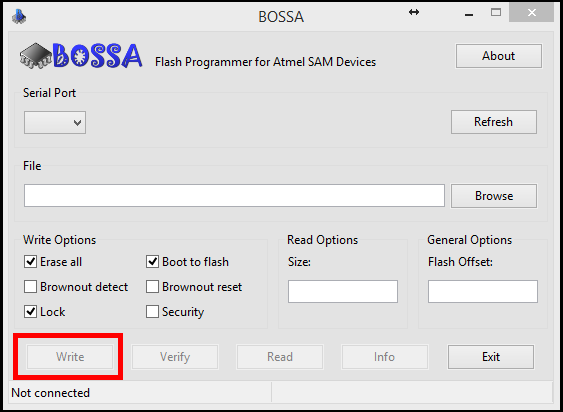 BOSSA
BOSSA Flash Programmer for Atmel SAM Devices About
Serial Port
Refresh
File
Browse
Write Options Read Options General Options
Erase all Boot to flash Size: Flash Offset:
Brownout detect Brownout reset
Lock Security
Write Verify Read Info Exit
Not connected